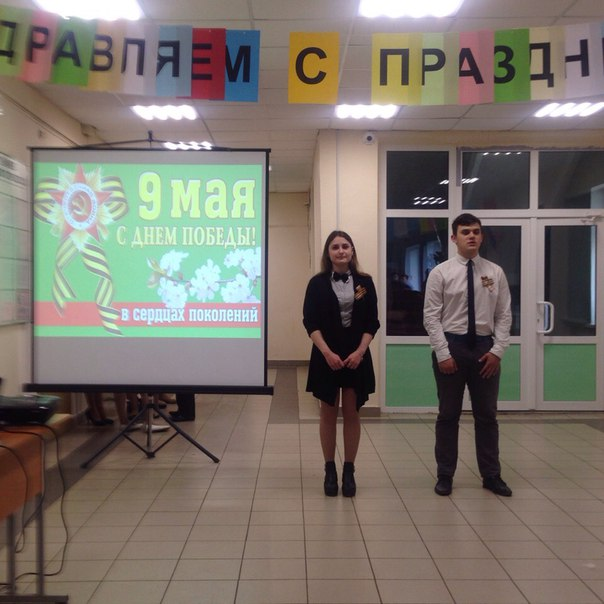 ДРАВЛЯЕМ С ПРАЗДН
9 мая
С ДНЕМ ПОБЕДЫ!
в сердцах поколений